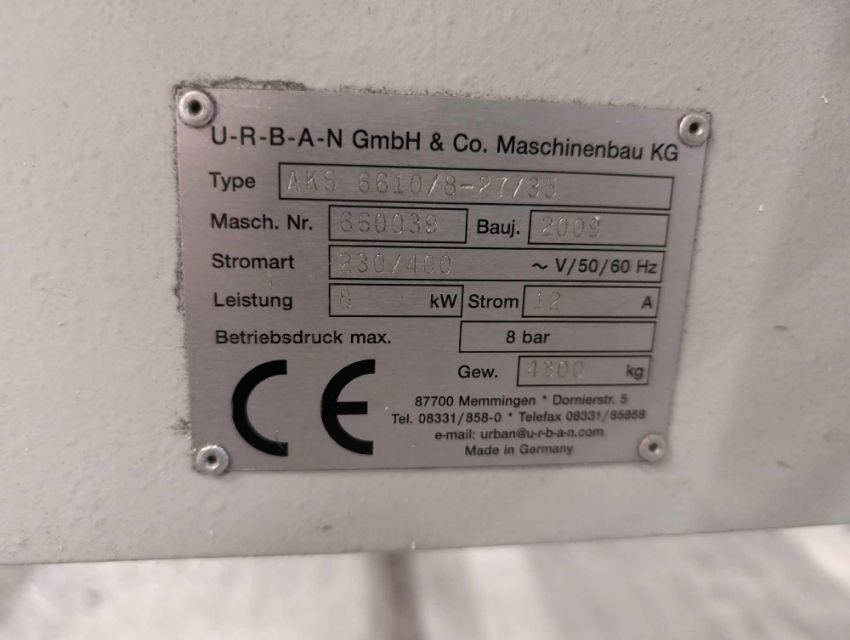 U-R-B-A-N GmbH & Co. Maschinenbau KG
Type AKS 6610/8-27/35
Masch. Nr. 660039 Bauj. 2009
Stromart 230/400 ~ V/50/60 Hz
Leistung 8 kW Strom 12 A
Betriebsdruck max. 8 bar
Gew. 4300 kg
CE
87700 Memmingen * Dornierstr. 5
Tel. 08331/858-0 * Telefax 08331/85858
e-mail: urban@u-r-b-a-n.com
Made in Germany